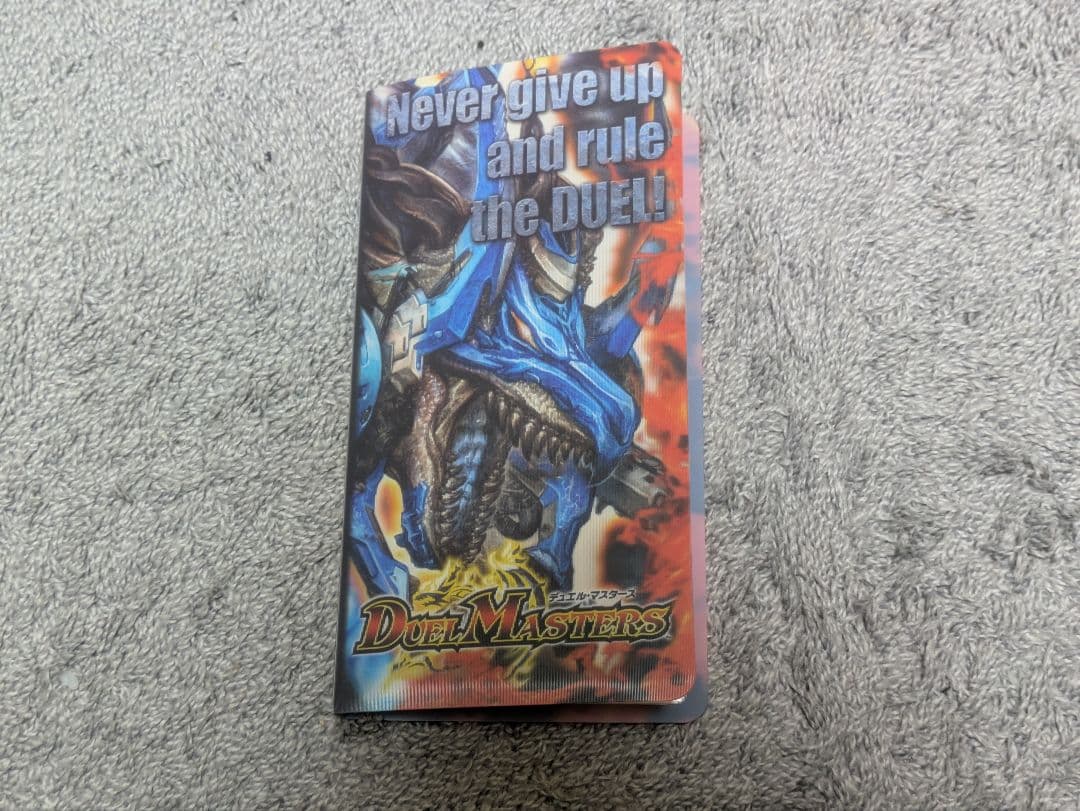 Never give up
and rule
the DUEL!
デュエル・マスターズ
DUEL MASTERS